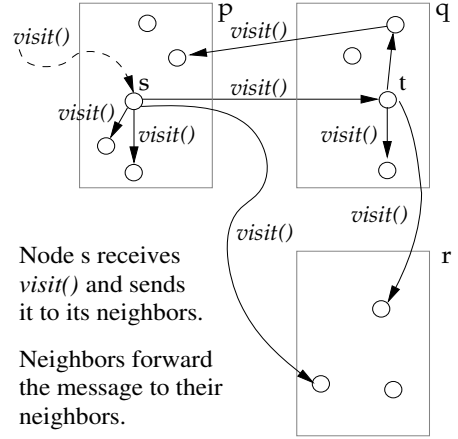 p
q
visit()
visit()
s
visit()
t
visit()
visit()
visit()
visit()
r
Node s receives
visit() and sends
it to its neighbors.
Neighbors forward
the message to their
neighbors.